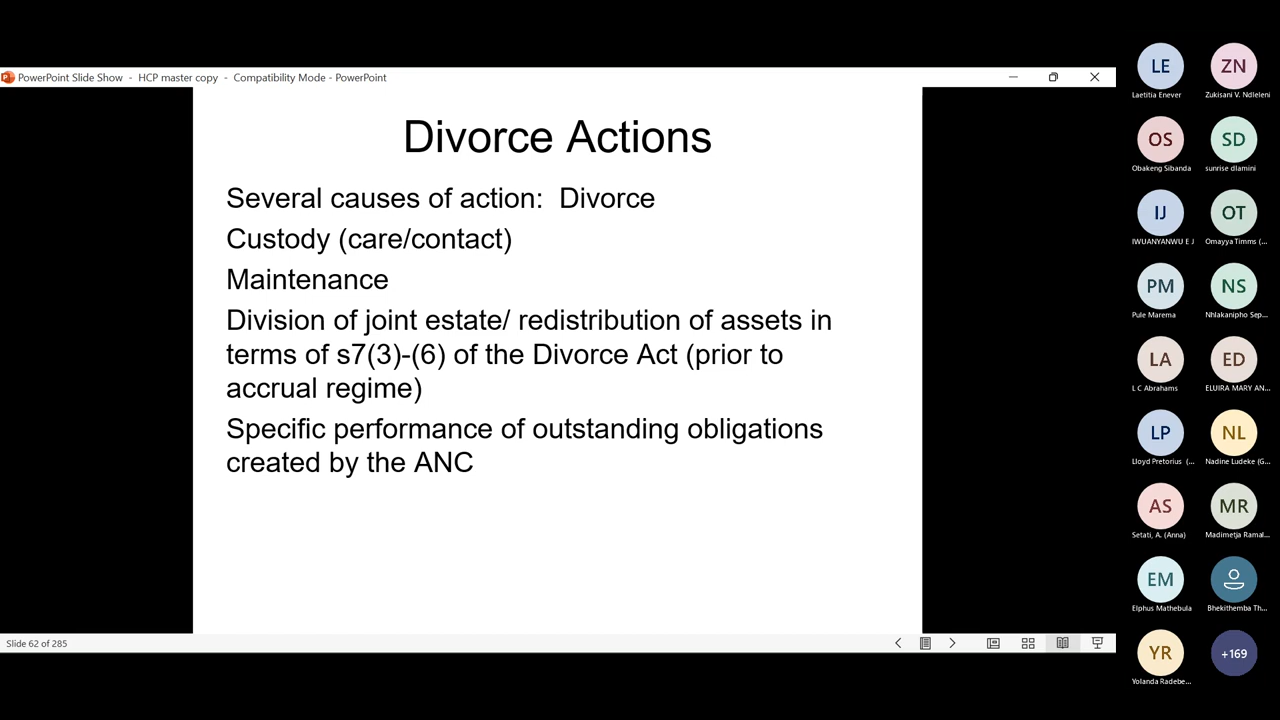 PowerPoint Slide Show - HCP master copy - Compatibility Mode - PowerPoint
Divorce Actions
Several causes of action: Divorce
Custody (care/contact)
Maintenance
Division of joint estate/ redistribution of assets in
terms of s7(3)-(6) of the Divorce Act (prior to
accrual regime)
Specific performance of outstanding obligations
created by the ANC
Slide 62 of 285
LE
ZN
Laetitia Enever
Zukisani V. Ndleleni
OS
SD
Obakeng Sibanda
sunrise dlamini
IJ
OT
IWUANYANWU E J
Omayya Timms (...
PM
NS
Pule Marema
Nhlakanipho Sep...
LA
ED
L C Abrahams
ELUIRA MARY AN...
LP
NL
Lloyd Pretorius (...
Nadine Ludeke (G...
AS
MR
Setati, A. (Anna)
Madimetja Ramal...
EM
Elphus Mathebula
Bhekithemba Th...
YR
+169
Yolanda Radebe...